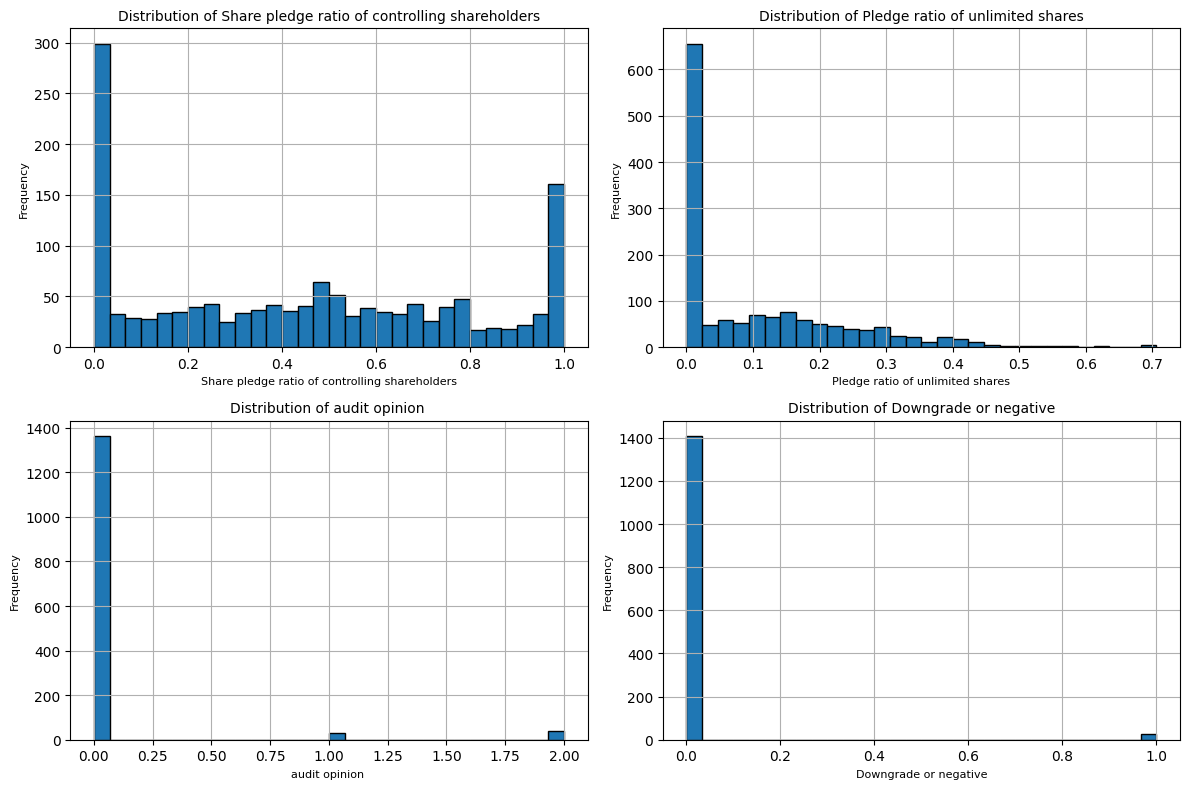 Distribution of Share pledge ratio of controlling shareholders
300
250
200
150
100
50
0
Frequency
0.0 0.2 0.4 0.6 0.8 1.0
Share pledge ratio of controlling shareholders
Distribution of Pledge ratio of unlimited shares
600
500
400
300
200
100
0
Frequency
0.0 0.1 0.2 0.3 0.4 0.5 0.6 0.7
Pledge ratio of unlimited shares
Distribution of audit opinion
1400
1200
1000
800
600
400
200
0
Frequency
0.00 0.25 0.50 0.75 1.00 1.25 1.50 1.75 2.00
audit opinion
Distribution of Downgrade or negative
1400
1200
1000
800
600
400
200
0
Frequency
0.0 0.2 0.4 0.6 0.8 1.0
Downgrade or negative